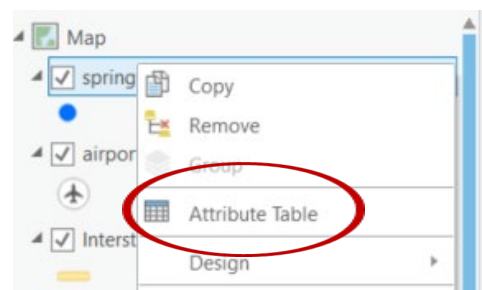 Map
spring
Copy
Remove
airpor
Group
Attribute Table
Interst
Design